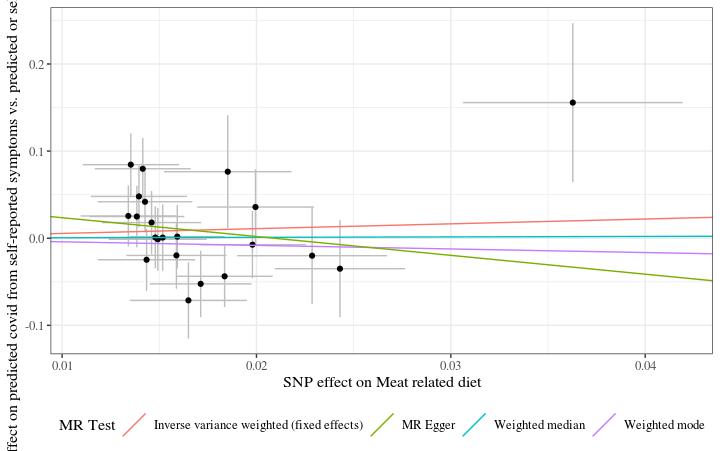 ffect on predicted covid from self-reported symptoms vs. predicted or se
0.2
0.1
0.0
-0.1
0.01 0.02 0.03 0.04
SNP effect on Meat related diet
MR Test Inverse variance weighted (fixed effects) MR Egger Weighted median Weighted mode